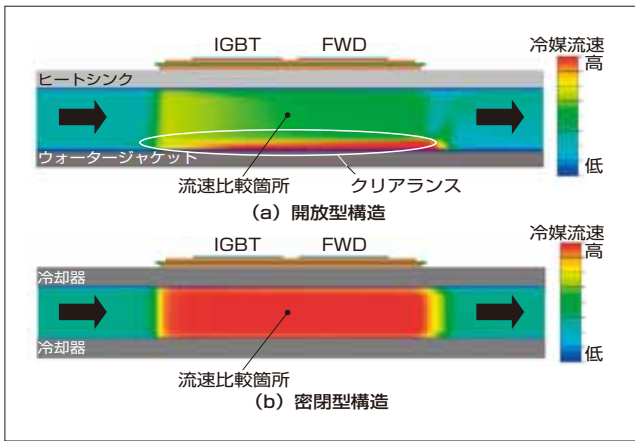 IGBT FWD
冷媒流速
高
ヒートシンク
ウォータージャケット
低
流速比較箇所
クリアランス
(a) 開放型構造
IGBT FWD
冷媒流速
高
冷却器
冷却器
低
流速比較箇所
(b) 密閉型構造